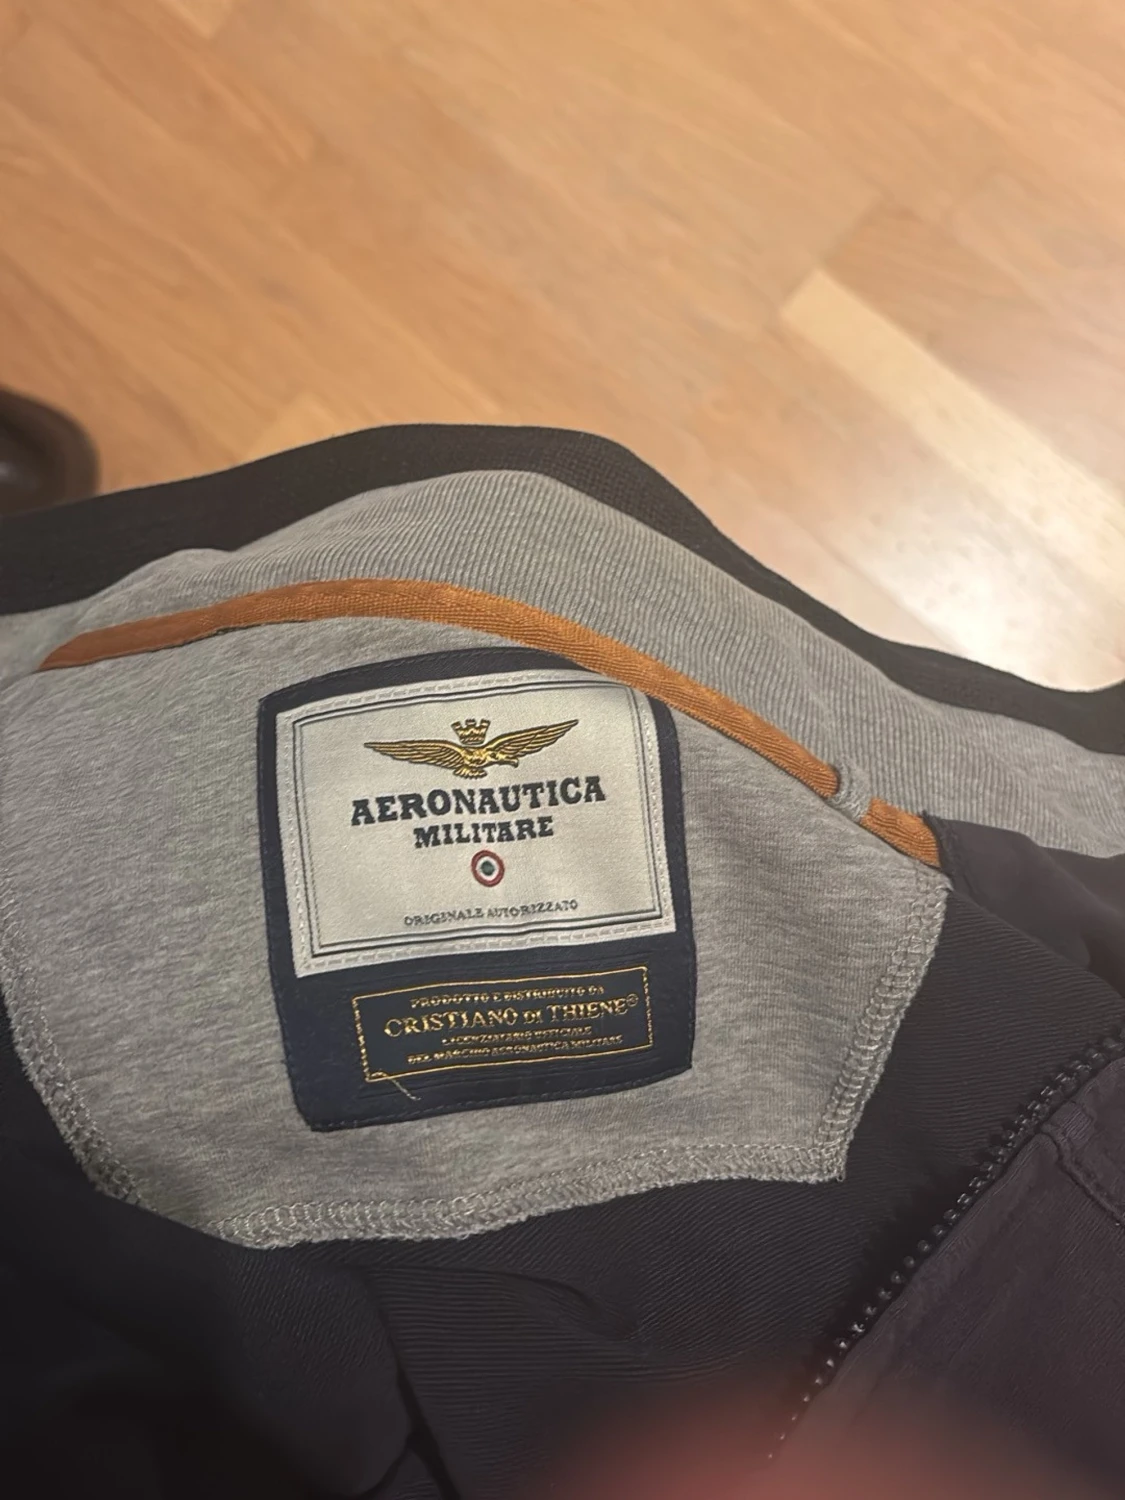 AERONAUTICA
MILITARE
ORIGINALE AUTORIZZATO
PRODOTTO E DISTRIBUITO DA
CRISTIANO DI THIENE®
LICENZIATARIO UFFICIALE
DEL MARCHIO AERONAUTICA MILITARE